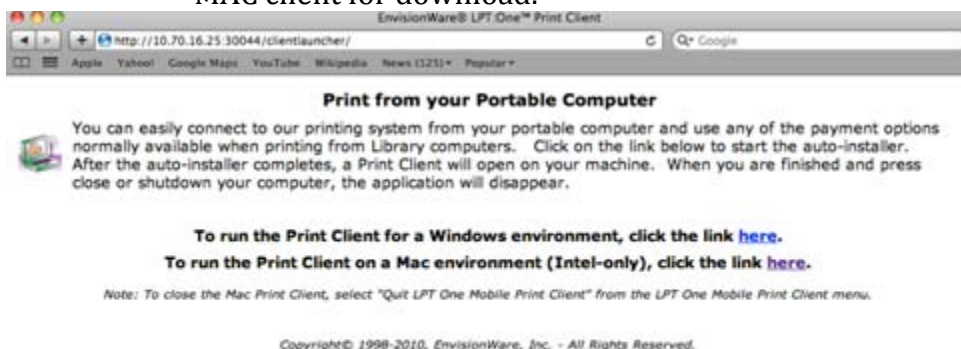 MAC client for download.
EnvisionWare® LPT:One™ Print Client
http://10.70.16.25:30044/clientlauncher/
Google
Apple Yahoo! Google Maps YouTube Wikipedia News (125) Popular
Print from your Portable Computer
You can easily connect to our printing system from your portable computer and use any of the payment options
normally available when printing from Library computers. Click on the link below to start the auto-installer.
After the auto-installer completes, a Print Client will open on your machine. When you are finished and press
close or shutdown your computer, the application will disappear.
To run the Print Client for a Windows environment, click the link here.
To run the Print Client on a Mac environment (Intel-only), click the link here.
Note: To close the Mac Print Client, select "Quit LPT One Mobile Print Client" from the LPT One Mobile Print Client menu.
Copyright© 1998-2010, EnvisionWare, Inc. - All Rights Reserved.